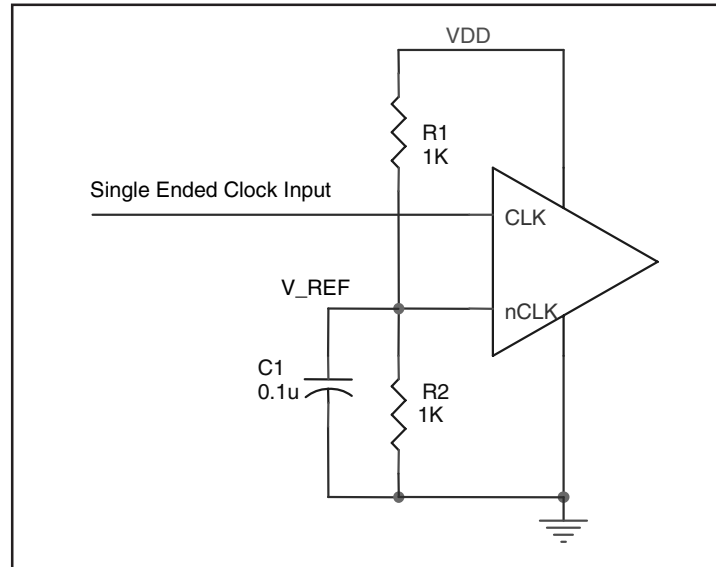 VDD
R1
1K
Single Ended Clock Input
CLK
V_REF
nCLK
C1
0.1u
R2
1K